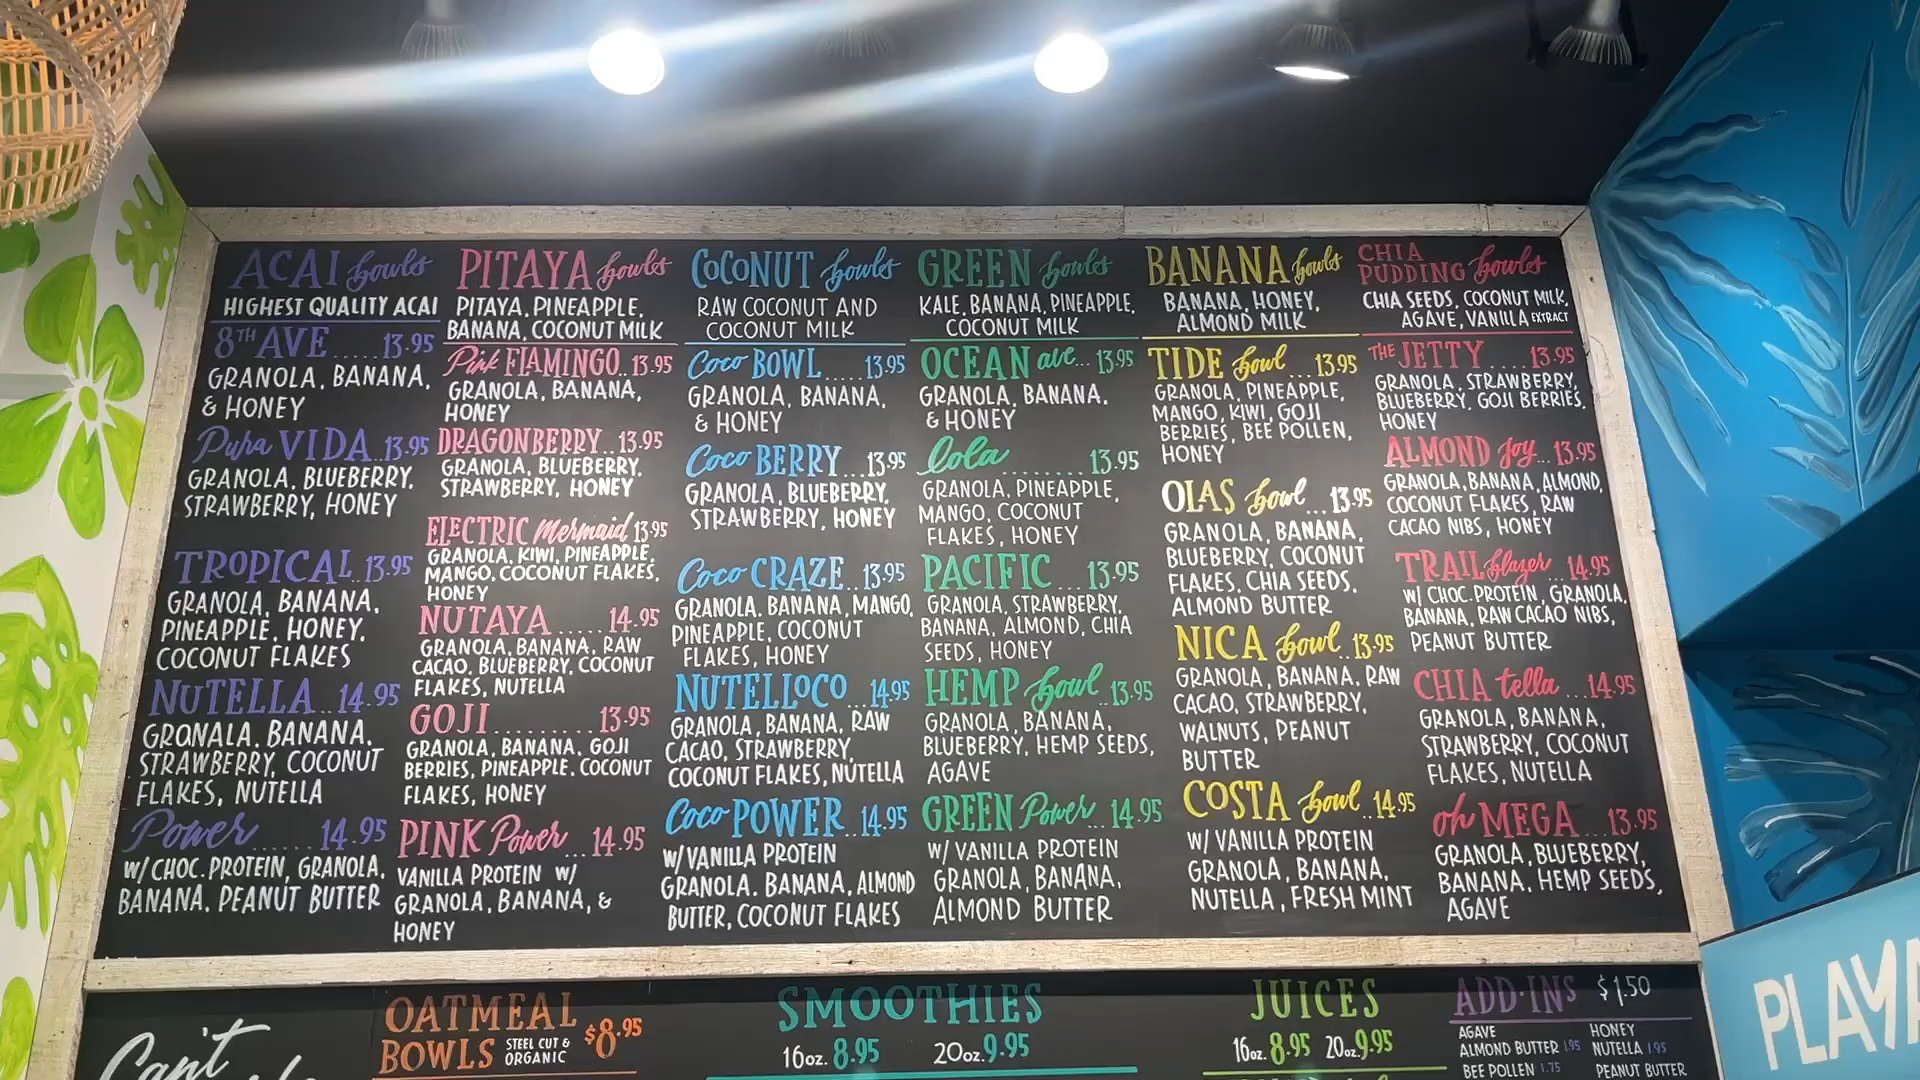 ACAI bowls
HIGHEST QUALITY ACAI
8TH AVE..... 13.95
GRANOLA, BANANA,
& HONEY
Pura VIDA..13.95
GRANOLA, BLUEBERRY,
STRAWBERRY, HONEY
TROPICAL..13.95
GRANOLA, BANANA,
PINEAPPLE, HONEY,
COCONUT FLAKES
NUTELLA..14.95
GRANALA, BANANA,
STRAWBERRY, COCONUT
FLAKES, NUTELLA
Power...... 14.95
W/ CHOC. PROTEIN, GRANOLA,
BANANA, PEANUT BUTTER
PITAYA bowls
PITAYA, PINEAPPLE,
BANANA, COCONUT MILK
Pink FLAMINGO..13.95
GRANOLA, BANANA,
HONEY
DRAGONBERRY..13.95
GRANOLA, BLUEBERRY,
STRAWBERRY, HONEY
ELECTRIC Mermaid 13.95
GRANOLA, KIWI, PINEAPPLE
MANGO, COCONUT FLAKES,
HONEY
NUTAYA...... 14.95
GRANOLA, BANANA, RAW
CACAO, BLUEBERRY, COCONUT
FLAKES, NUTELLA
GOJI.......... 13.95
GRANOLA, BANANA, GOJI
BERRIES, PINEAPPLE, COCONUT
FLAKES, HONEY
PINK Power... 14.95
VANILLA PROTEIN W/
GRANOLA, BANANA, &
HONEY
COCONUT bowls
RAW COCONUT AND
COCONUT MILK
Coco BOWL.....13.95
GRANOLA, BANANA,
& HONEY
Coco BERRY...13.95
GRANOLA, BLUEBERRY,
STRAWBERRY, HONEY
Coco CRAZE..13.95
GRANOLA, BANANA, MANGO,
PINEAPPLE, COCONUT
FLAKES, HONEY
NUTELLOCO..14.95
GRANOLA, BANANA, RAW
CACAO, STRAWBERRY,
COCONUT FLAKES, NUTELLA
Coco POWER..14.95
W/VANILLA PROTEIN
GRANOLA, BANANA, ALMOND
BUTTER, COCONUT FLAKES
GREEN bowls
KALE, BANANA, PINEAPPLE,
COCONUT MILK
OCEAN ave... 13.95
GRANOLA, BANANA,
& HONEY
lola........ 13.95
GRANOLA, PINEAPPLE,
MANGO, COCONUT
FLAKES, HONEY
PACIFIC... 13.95
GRANOLA, STRAWBERRY,
BANANA, ALMOND, CHIA
SEEDS, HONEY
HEMP bowl..13.95
GRANOLA, BANANA,
BLUEBERRY, HEMP SEEDS,
AGAVE
GREEN Power... 14.95
W/ VANILLA PROTEIN
GRANOLA, BANANA,
ALMOND BUTTER
BANANA bowls
BANANA, HONEY,
ALMOND MILK
TIDE bowl... 13.95
GRANOLA, PINEAPPLE,
MANGO, KIWI, GOJI
BERRIES, BEE POLLEN,
HONEY
OLAS bowl... 13.95
GRANOLA, BANANA,
BLUEBERRY, COCONUT
FLAKES, CHIA SEEDS,
ALMOND BUTTER
NICA bowl..13.95
GRANOLA, BANANA, RAW
CACAO, STRAWBERRY,
WALNUTS, PEANUT
BUTTER
COSTA bowl..14.95
W/ VANILLA PROTEIN
GRANOLA, BANANA,
NUTELLA, FRESH MINT
CHIA
PUDDING bowls
CHIA SEEDS, COCONUT MILK,
AGAVE, VANILLA EXTRACT
THE JETTY.....13.95
GRANOLA, STRAWBERRY,
BLUEBERRY, GOJI BERRIES,
HONEY
ALMOND Joy...13.95
GRANOLA, BANANA, ALMOND,
COCONUT FLAKES, RAW
CACAO NIBS, HONEY
TRAIL blazer... 14.95
W/ CHOC. PROTEIN, GRANOLA,
BANANA, RAW CACAO NIBS,
PEANUT BUTTER
CHIA tella...14.95
GRANOLA, BANANA,
STRAWBERRY, COCONUT
FLAKES, NUTELLA
oh MEGA...13.95
GRANOLA, BLUEBERRY,
BANANA, HEMP SEEDS,
AGAVE
Can't
OATMEAL
BOWLS STEEL CUT &
ORGANIC
$8.95
SMOOTHIES
16oz. 8.95 20oz. 9.95
JUICES
16oz. 8.95 20oz. 9.95
ADD-INS $1.50
AGAVE
ALMOND BUTTER 1.95
BEE POLLEN 1.75
HONEY
NUTELLA 1.95
PEANUT BUTTER
PLAYA